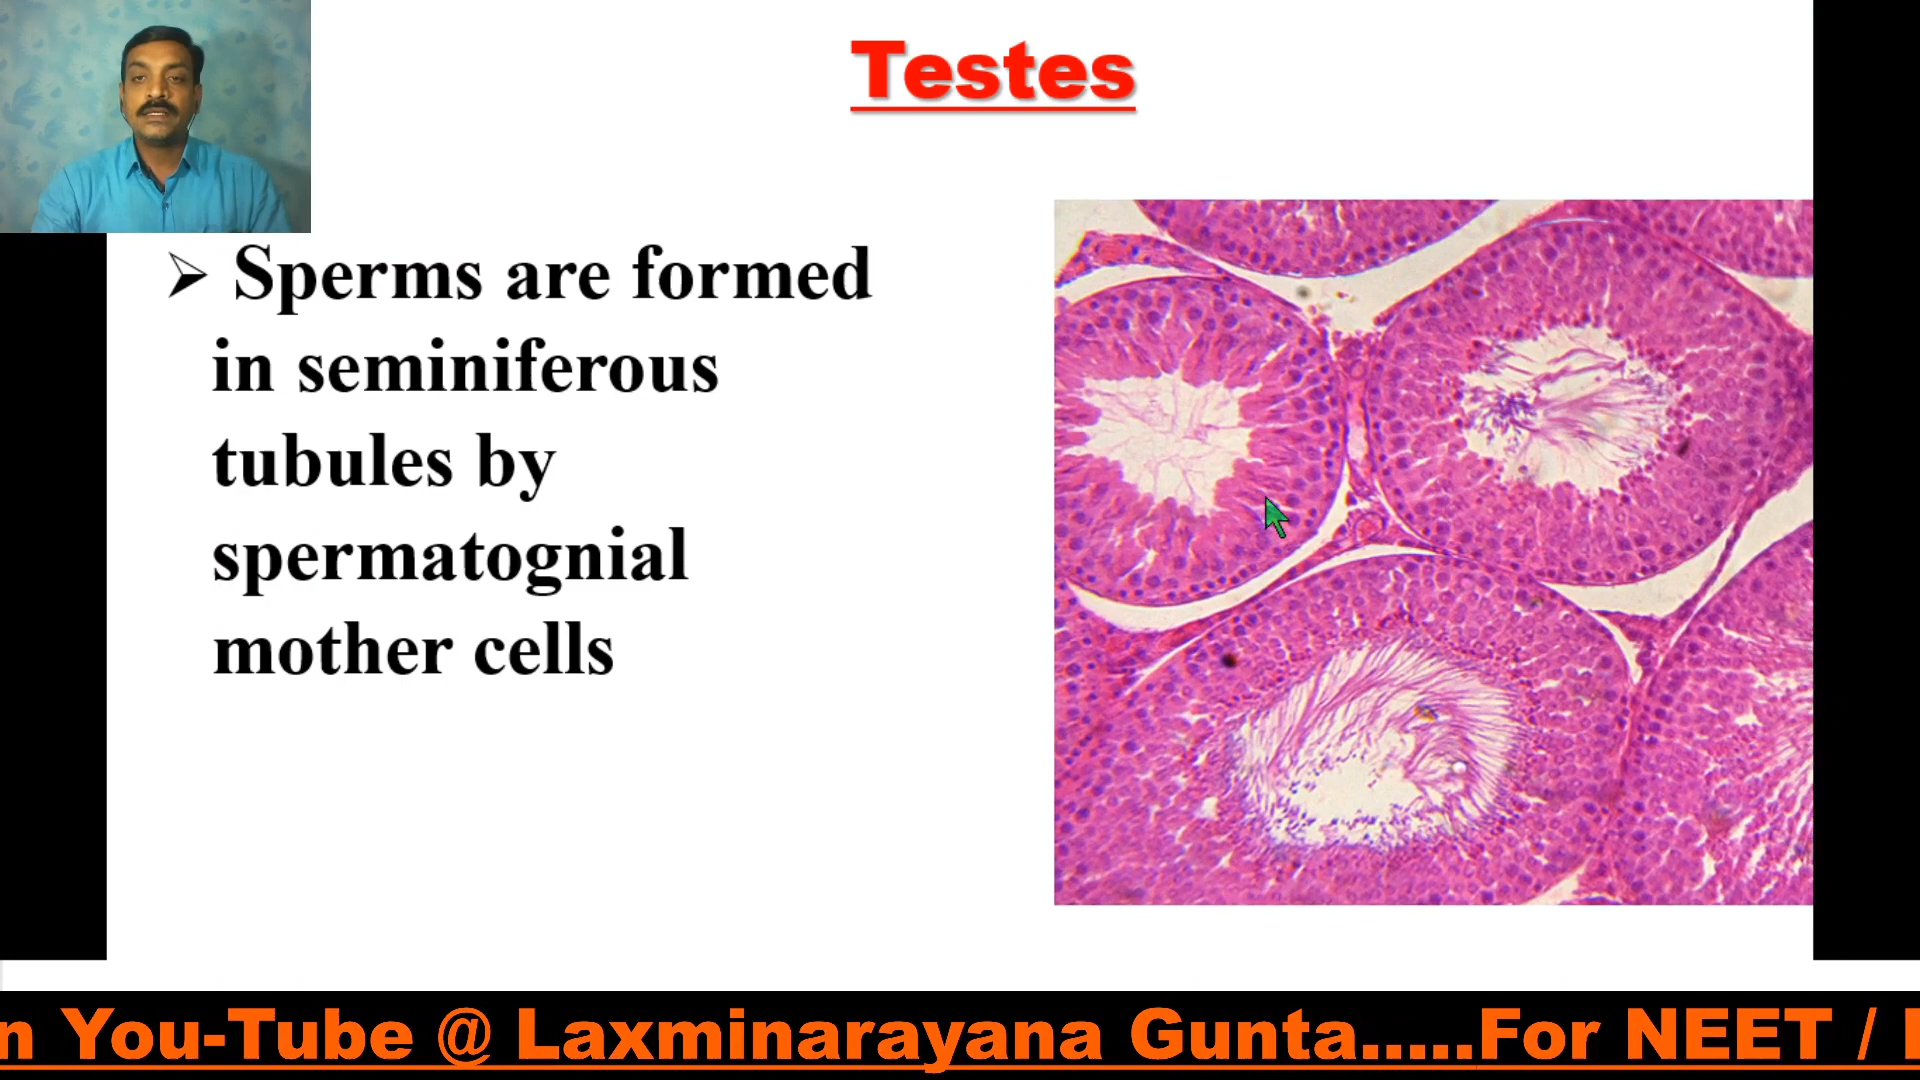 Testes
➢ Sperms are formed
in seminiferous
tubules by
spermatognial
mother cells
n You-Tube @ Laxminarayana Gunta.....For NEET /